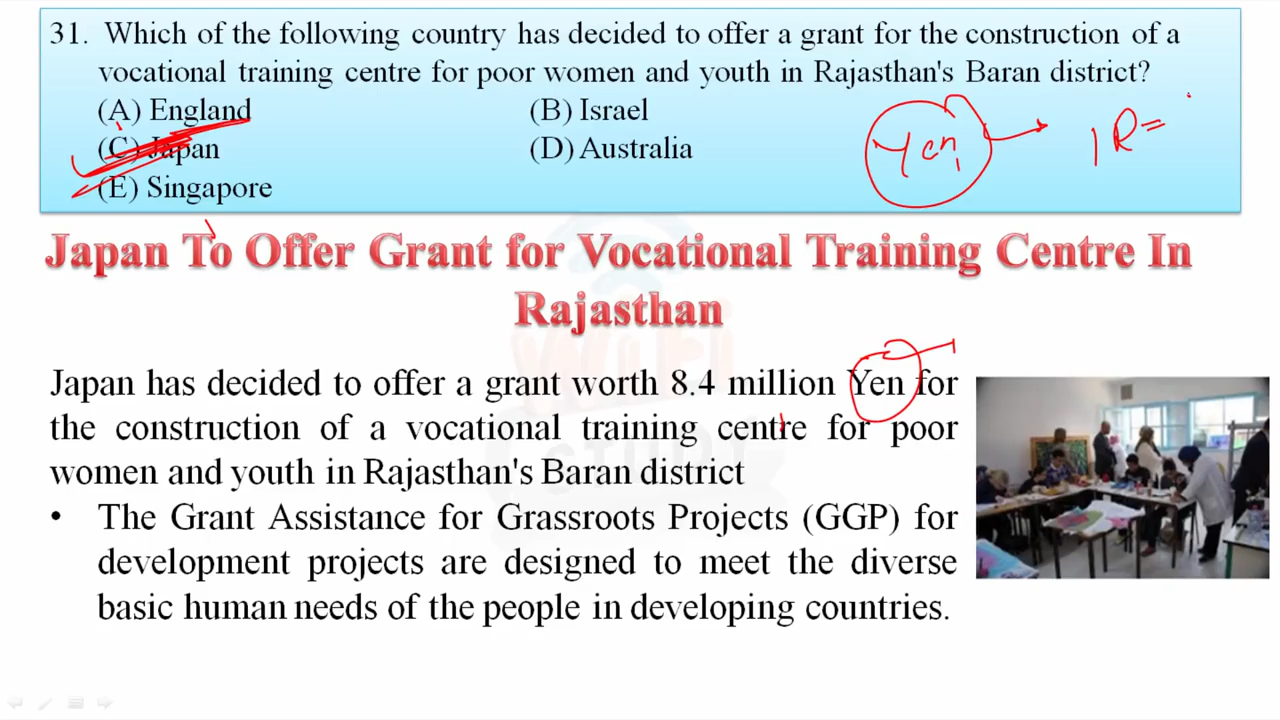 31. Which of the following country has decided to offer a grant for the construction of a
vocational training centre for poor women and youth in Rajasthan's Baran district?
(A) England (B) Israel
(C) Japan (D) Australia
(E) Singapore
Yen
1R=
Japan To Offer Grant for Vocational Training Centre In
Rajasthan
Japan has decided to offer a grant worth 8.4 million Yen for
the construction of a vocational training centre for poor
women and youth in Rajasthan's Baran district
• The Grant Assistance for Grassroots Projects (GGP) for
development projects are designed to meet the diverse
basic human needs of the people in developing countries.
WiFi
STUDY